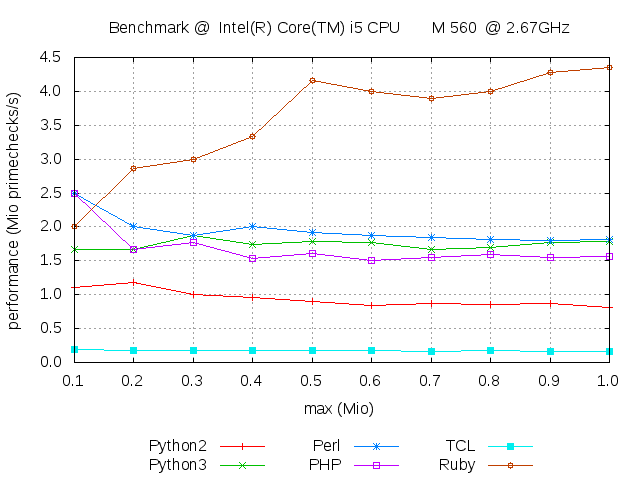 Benchmark @ Intel(R) Core(TM) i5 CPU M 560 @ 2.67GHz
4.5
4.0
3.5
3.0
2.5
2.0
1.5
1.0
0.5
0.0
performance (Mio primechecks/s)
0.1 0.2 0.3 0.4 0.5 0.6 0.7 0.8 0.9 1.0
max (Mio)
Python2 Perl TCL
Python3 PHP Ruby